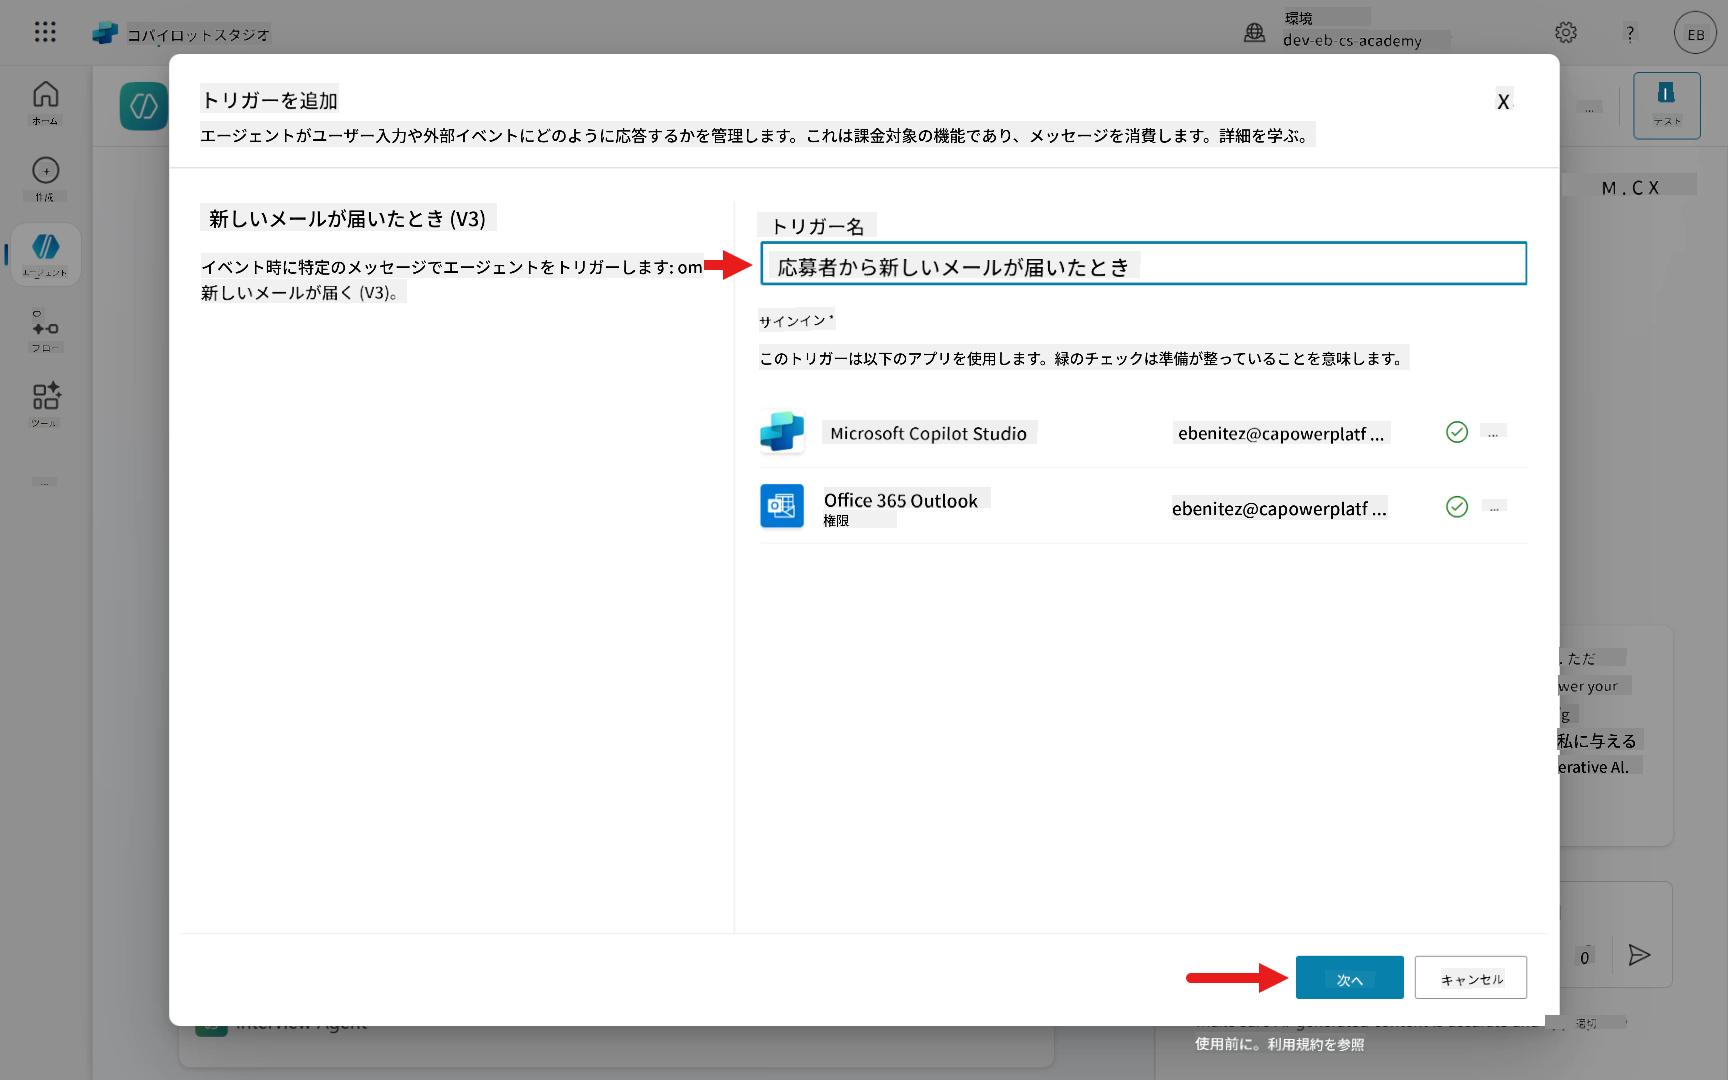 コパイロットスタジオ
環境
dev-eb-cs-academy
?
EB
ホーム
作成
エージェント
フロー
ツール
...
トリガーを追加
X
エージェントがユーザー入力や外部イベントにどのように応答するかを管理します。これは課金対象の機能であり、メッセージを消費します。詳細を学ぶ。
...
テスト
M . C X
新しいメールが届いたとき (V3)
イベント時に特定のメッセージでエージェントをトリガーします: om
新しいメールが届く (V3)。
トリガー名
応募者から新しいメールが届いたとき
サインイン *
このトリガーは以下のアプリを使用します。緑のチェックは準備が整っていることを意味します。
Microsoft Copilot Studio
ebenitez@capowerplatf ...
...
Office 365 Outlook
権限
ebenitez@capowerplatf ...
...
. ただ
wer your
g
私に与える
erative AI.
0
次へ
キャンセル
Interview Agent
Make sure AI-generated content is accurate and
適切
使用前に。利用規約を参照